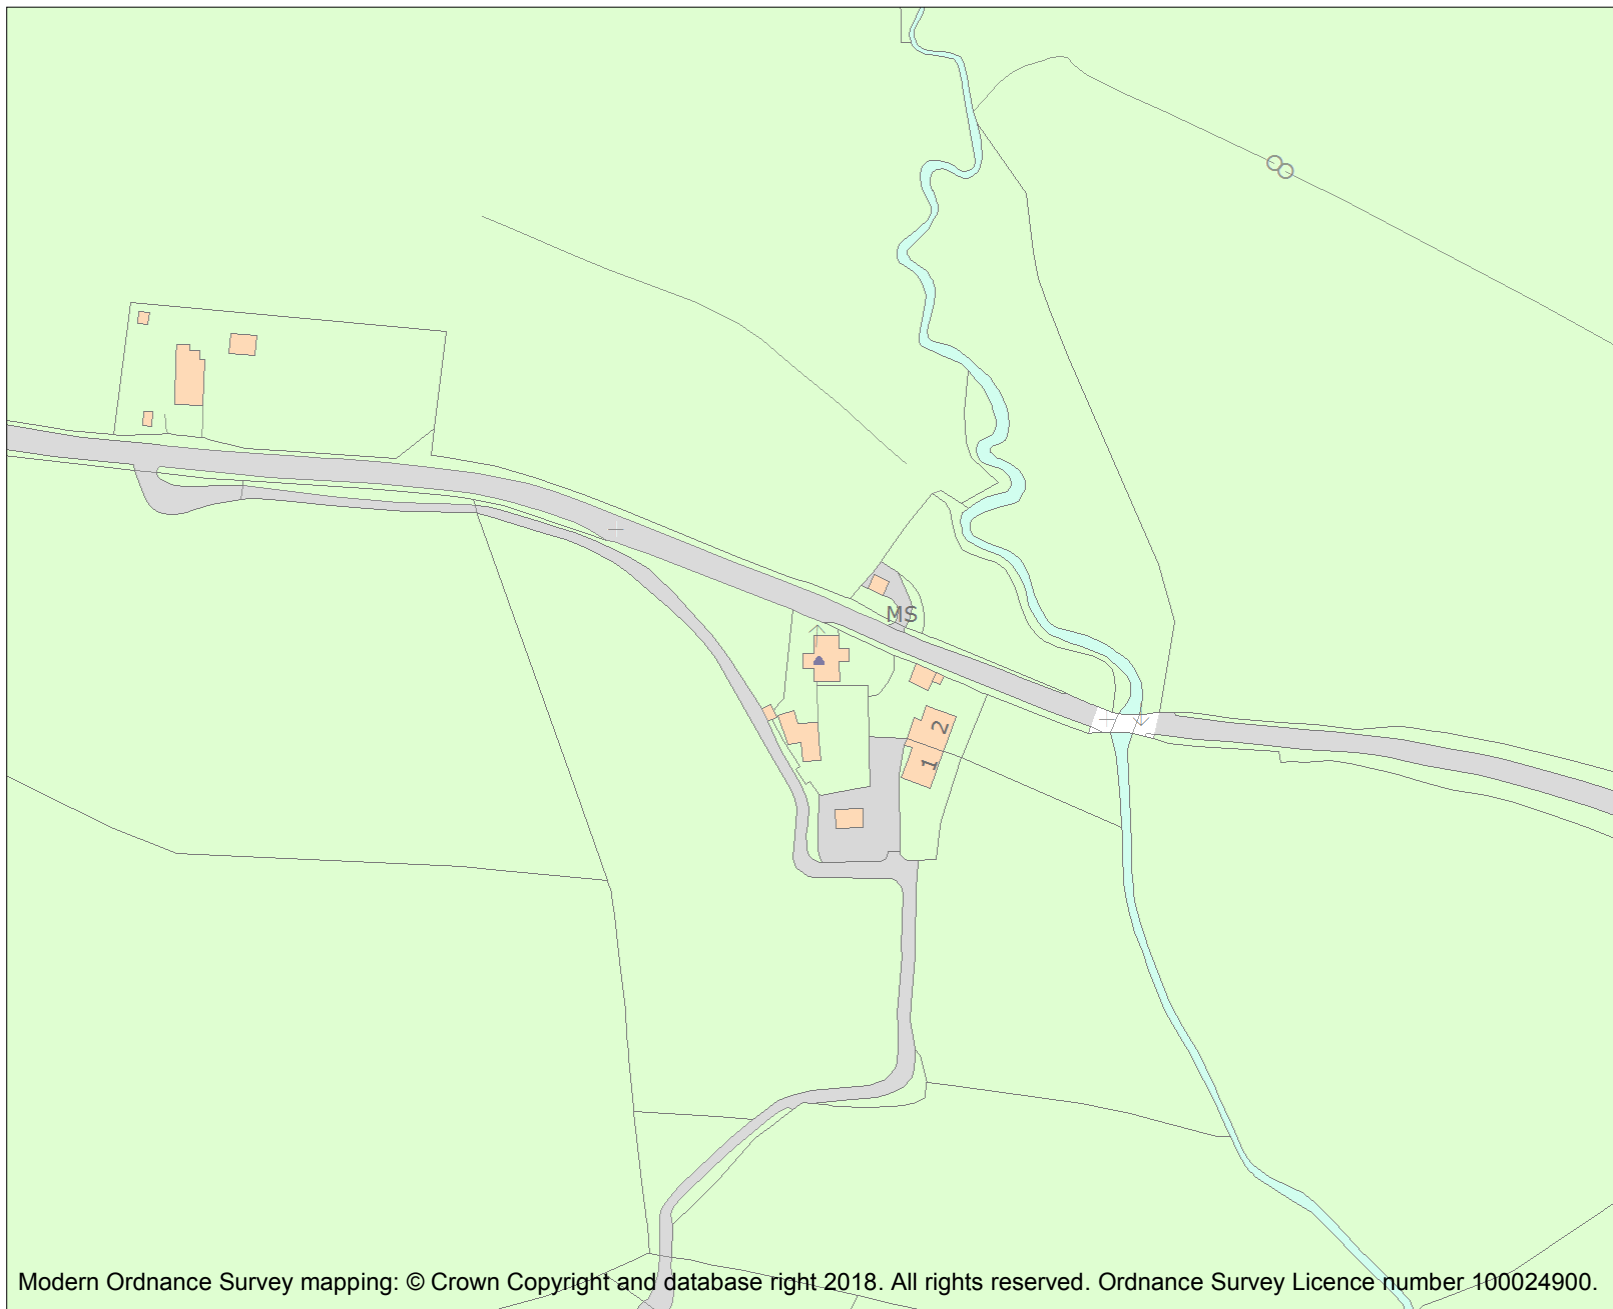 MS
2
1
Modern Ordnance Survey mapping: © Crown Copyright and database right 2018. All rights reserved. Ordnance Survey Licence number 100024900.